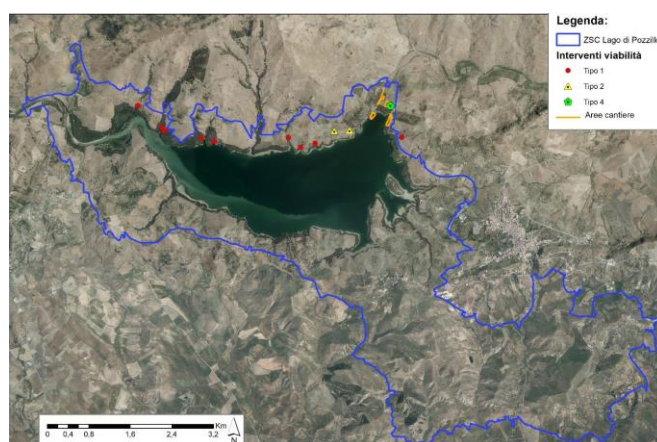 Legenda:
ZSC Lago di Pozzillo
Interventi viabilità
Tipo 1
Tipo 2
Tipo 4
Aree cantiere
Km
0 0,4 0,8 1,6 2,4 3,2
N